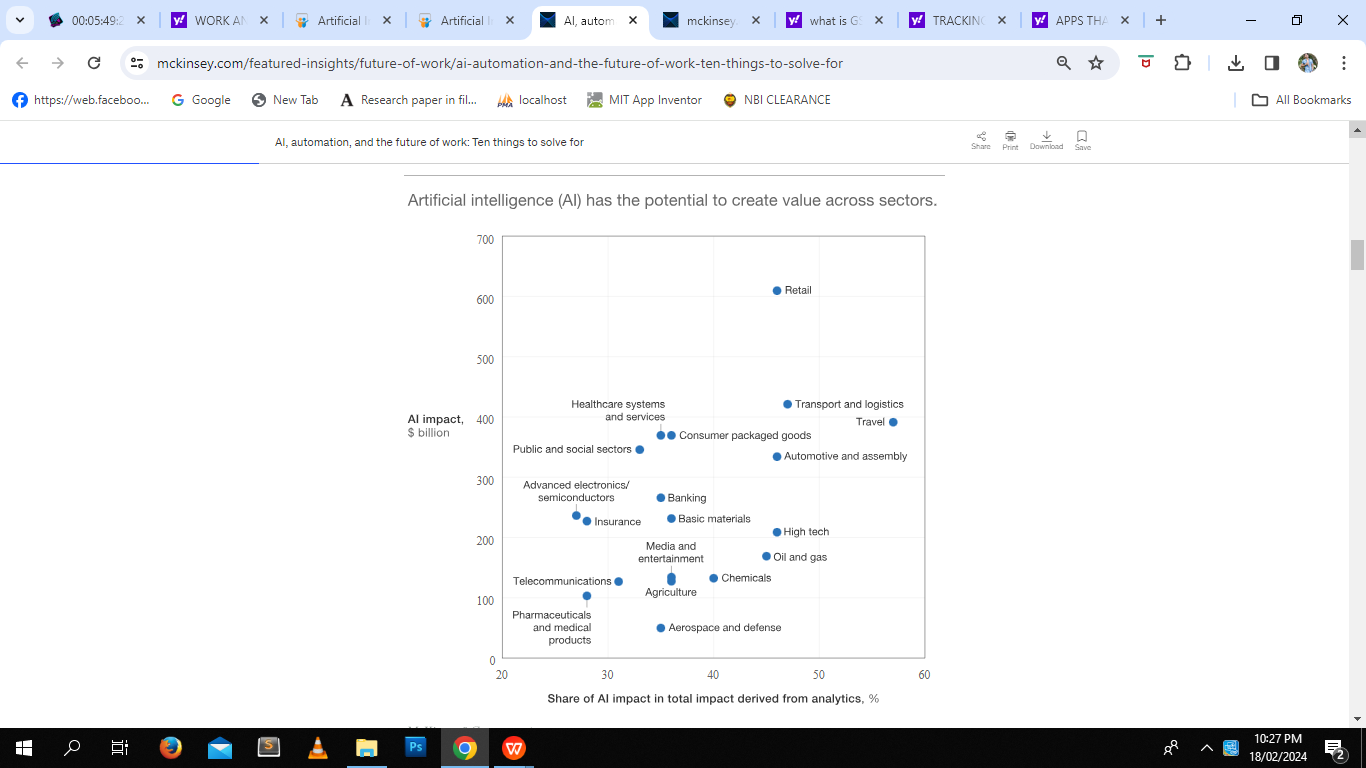 00:05:49:2
WORK AN
Artificial I
Artificial I
AI, autom
mckinsey
what is GS
TRACKING
APPS THA
mckinsey.com/featured-insights/future-of-work/ai-automation-and-the-future-of-work-ten-things-to-solve-for
https://web.faceboo...
Google
New Tab
Research paper in fil...
localhost
MIT App Inventor
NBI CLEARANCE
All Bookmarks
AI, automation, and the future of work: Ten things to solve for
Share
Print
Download
Save
Artificial intelligence (AI) has the potential to create value across sectors.
AI impact,
$ billion
700
600
500
400
300
200
100
0
Retail
Healthcare systems
and services
Transport and logistics
Travel
Consumer packaged goods
Public and social sectors
Automotive and assembly
Advanced electronics/
semiconductors
Banking
Insurance
Basic materials
High tech
Media and
entertainment
Oil and gas
Telecommunications
Chemicals
Agriculture
Pharmaceuticals
and medical
products
Aerospace and defense
20
30
40
50
60
Share of AI impact in total impact derived from analytics, %
10:27 PM
18/02/2024
2